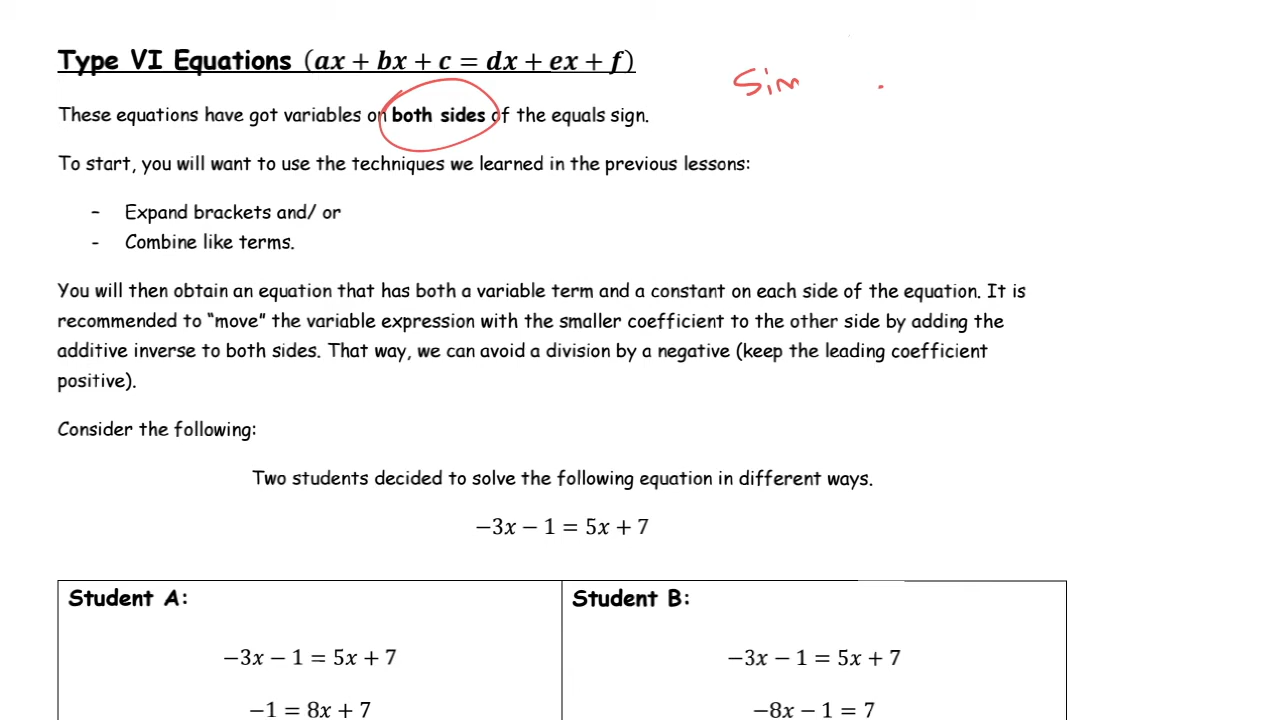 Type VI Equations (ax + bx + c = dx + ex + f)
Sim
These equations have got variables on both sides of the equals sign.
To start, you will want to use the techniques we learned in the previous lessons:
- Expand brackets and/ or
- Combine like terms.
You will then obtain an equation that has both a variable term and a constant on each side of the equation. It is
recommended to “move” the variable expression with the smaller coefficient to the other side by adding the
additive inverse to both sides. That way, we can avoid a division by a negative (keep the leading coefficient
positive).
Consider the following:
Two students decided to solve the following equation in different ways.
−3x − 1 = 5x + 7
Student A:
−3x − 1 = 5x + 7
−1 = 8x + 7
Student B:
−3x − 1 = 5x + 7
−8x − 1 = 7